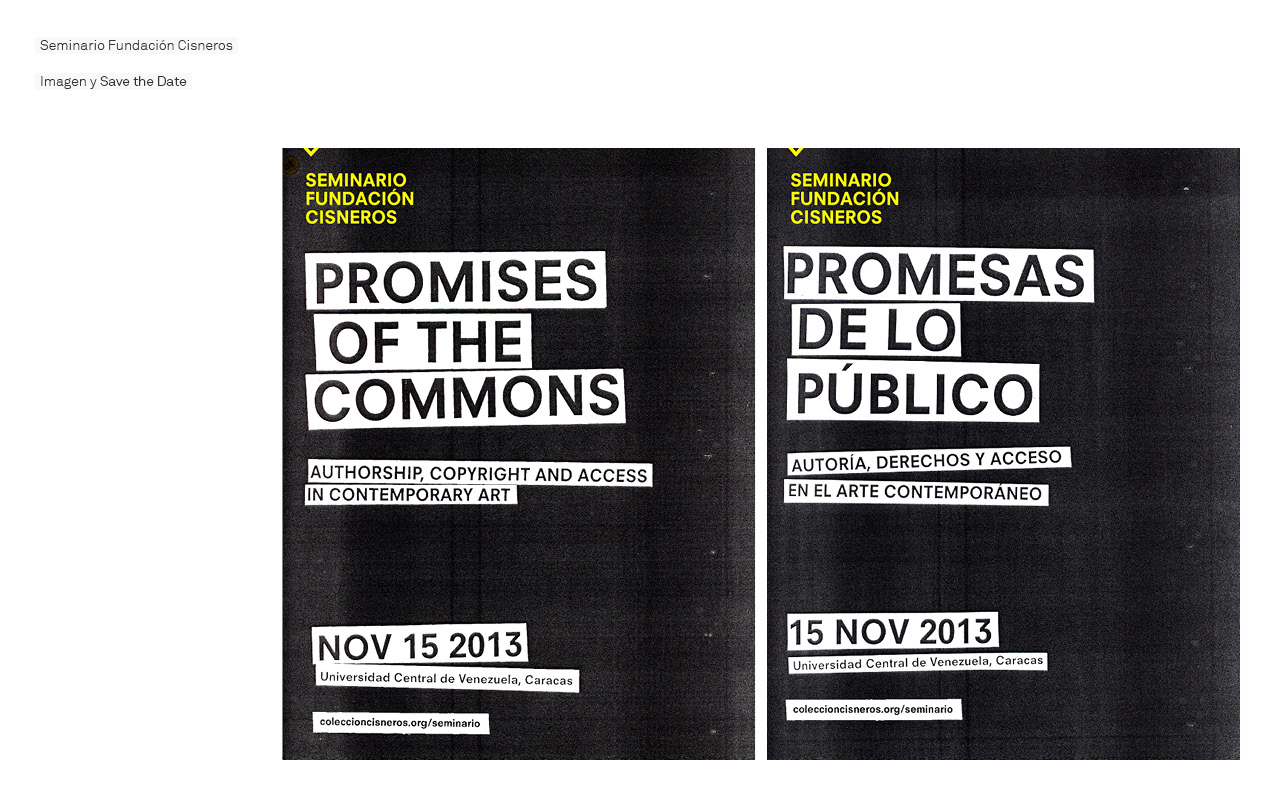 Seminario Fundación Cisneros
Imagen y Save the Date
SEMINARIO
FUNDACIÓN
CISNEROS
PROMISES
OF THE
COMMONS
AUTHORSHIP, COPYRIGHT AND ACCESS
IN CONTEMPORARY ART
NOV 15 2013
Universidad Central de Venezuela, Caracas
coleccioncisneros.org/seminario
SEMINARIO
FUNDACIÓN
CISNEROS
PROMESAS
DE LO
PÚBLICO
AUTORÍA, DERECHOS Y ACCESO
EN EL ARTE CONTEMPORÁNEO
15 NOV 2013
Universidad Central de Venezuela, Caracas
coleccioncisneros.org/seminario